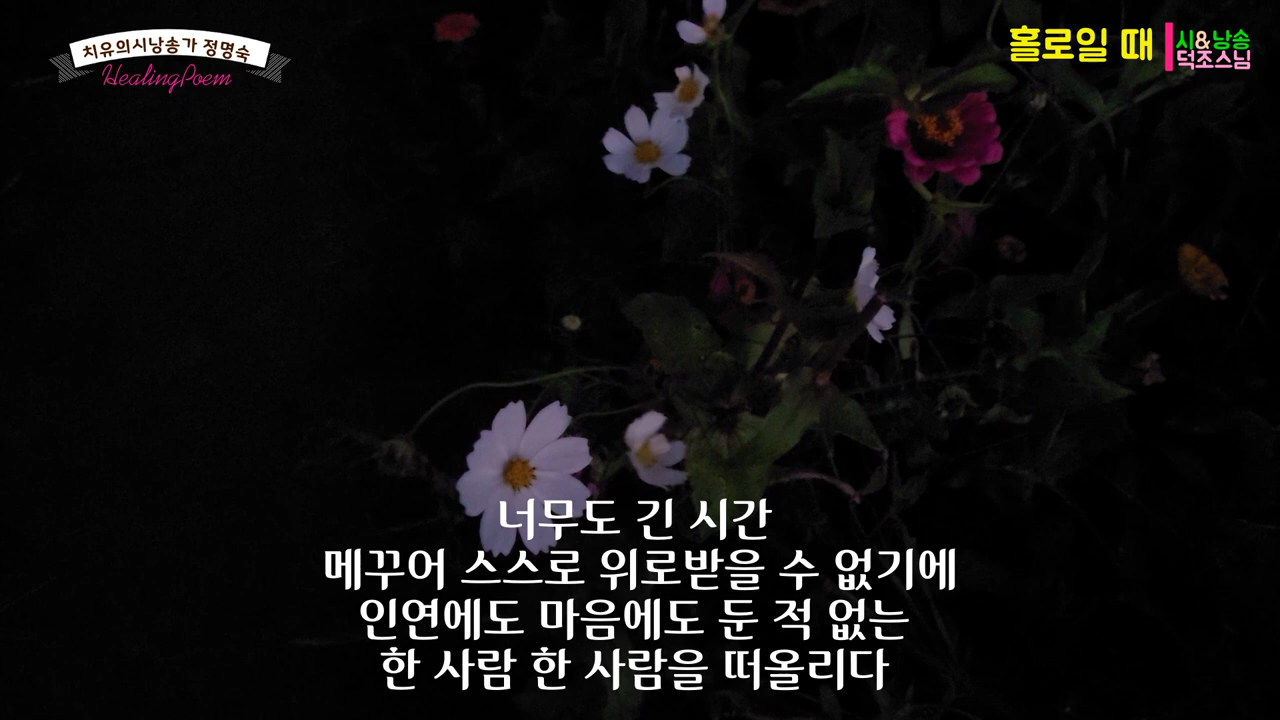 치유의시낭송가 정명숙
HealingPoem
홀로일 때
시&낭송
덕조스님
너무도 긴 시간
메꾸어 스스로 위로받을 수 없기에
인연에도 마음에도 둔 적 없는
한 사람 한 사람을 떠올리다